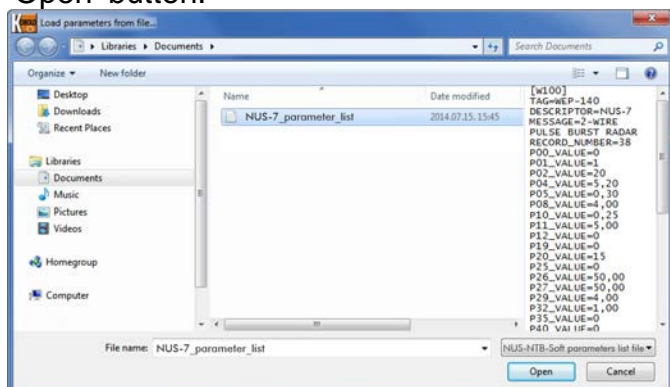 Open" button.
KOBOLD
Load parameters from file...
Libraries
Documents
Search Documents
Organize
New folder
Desktop
Downloads
Recent Places
Libraries
Documents
Music
Pictures
Videos
Homegroup
Computer
Name
Date modified
NUS-7_parameter_list
2014.07.15. 15:45
[W100]
TAG=WEP-140
DESCRIPTOR=NUS-7
MESSAGE=2-WIRE
PULSE BURST RADAR
RECORD_NUMBER=38
P00_VALUE=0
P01_VALUE=1
P02_VALUE=20
P04_VALUE=5,20
P05_VALUE=0,30
P08_VALUE=4,00
P10_VALUE=0,25
P11_VALUE=5,00
P12_VALUE=0
P19_VALUE=0
P20_VALUE=15
P25_VALUE=0
P26_VALUE=50,00
P27_VALUE=50,00
P29_VALUE=4,00
P32_VALUE=1,00
P35_VALUE=0
P40_VALUE=0
File name:
NUS-7_parameter_list
NUS-NTB-Soft parameters list file
Open
Cancel